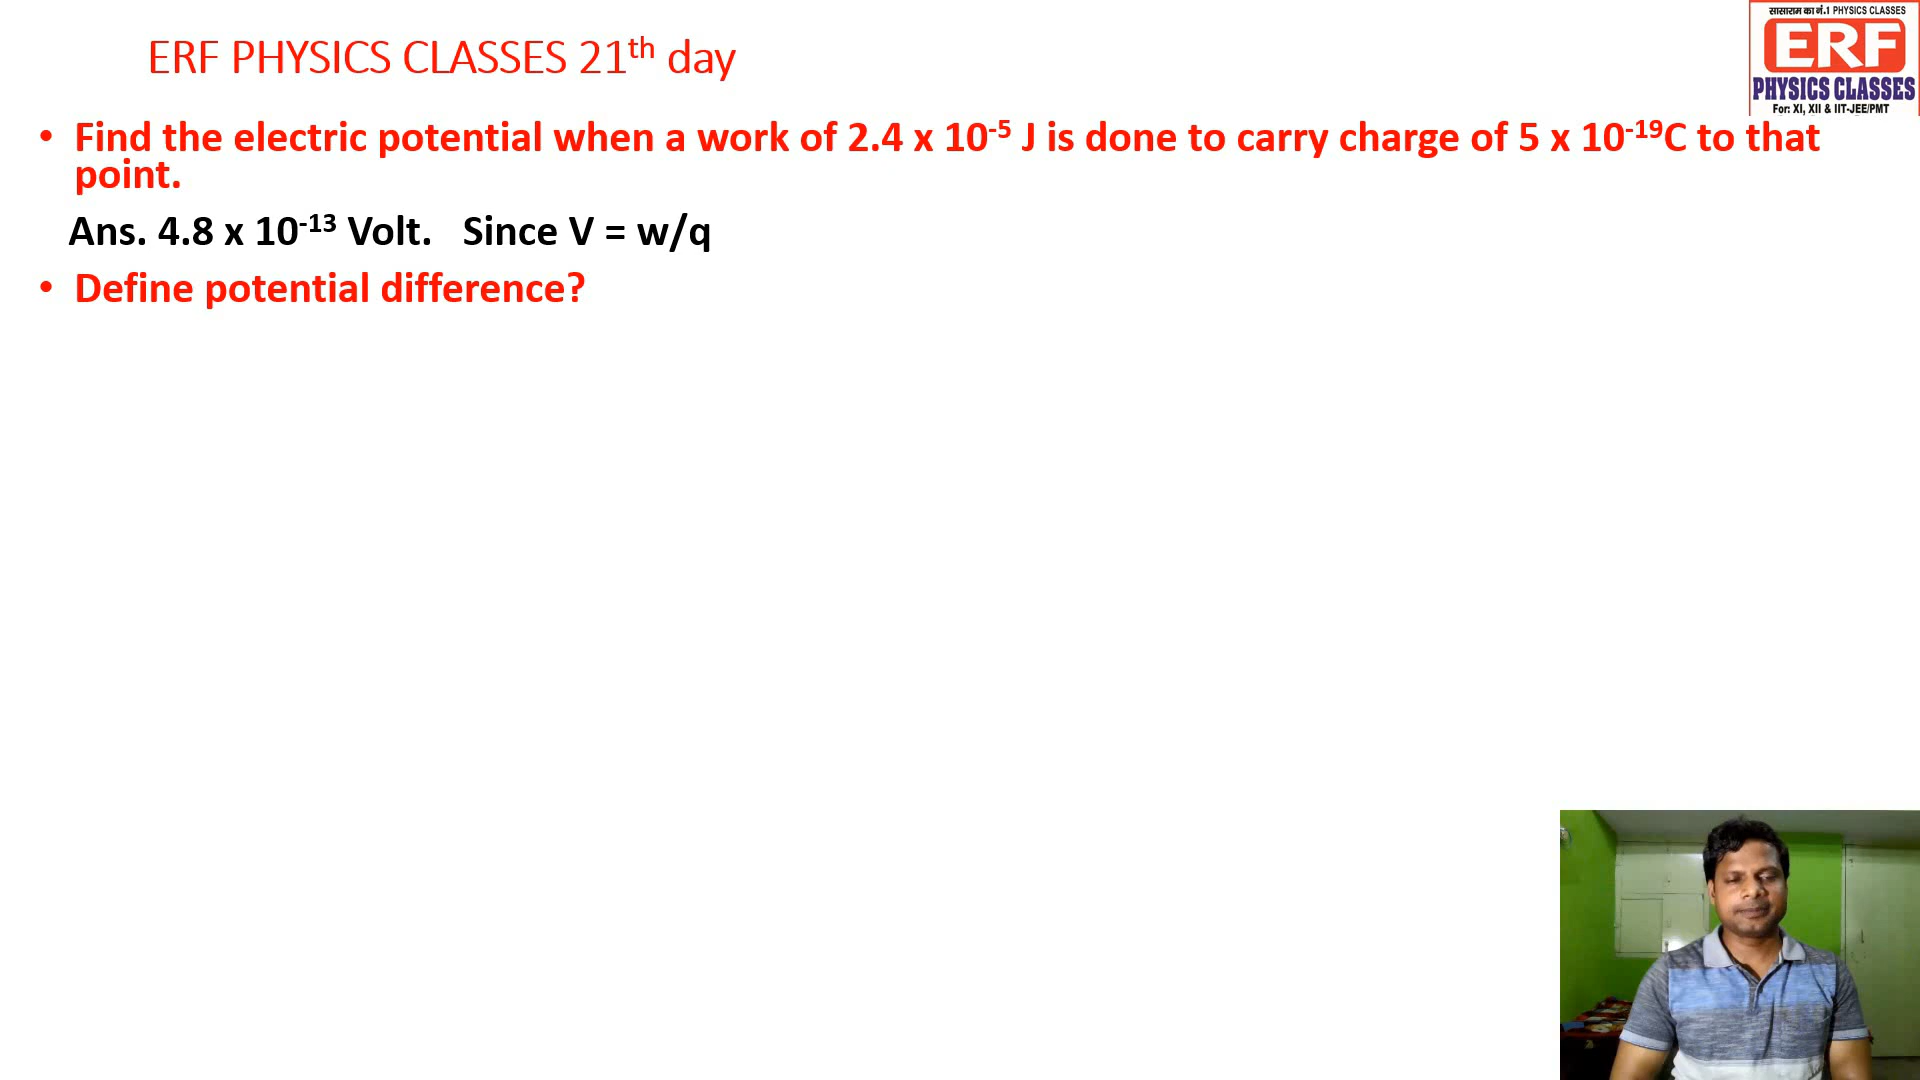 ERF PHYSICS CLASSES 21th day
सासाराम का नं.1 PHYSICS CLASSES
ERF
PHYSICS CLASSES
For: XI, XII & IIT-JEE/PMT
• Find the electric potential when a work of 2.4 x 10-5 J is done to carry charge of 5 x 10-19C to that
point.
Ans. 4.8 x 10-13 Volt. Since V = w/q
• Define potential difference?